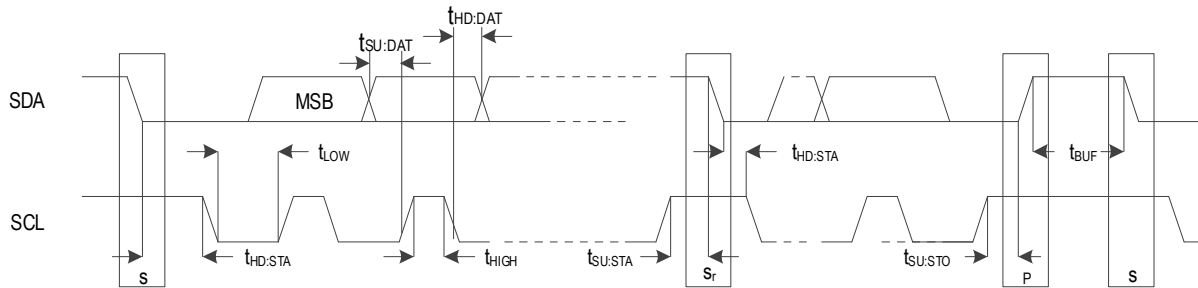 tHD:DAT
tSU:DAT
SDA
MSB
tLOW
tHD:STA
tBUF
SCL
tHD:STA
tHIGH
tSU:STA
tSU:STO
S
Sr
P
S